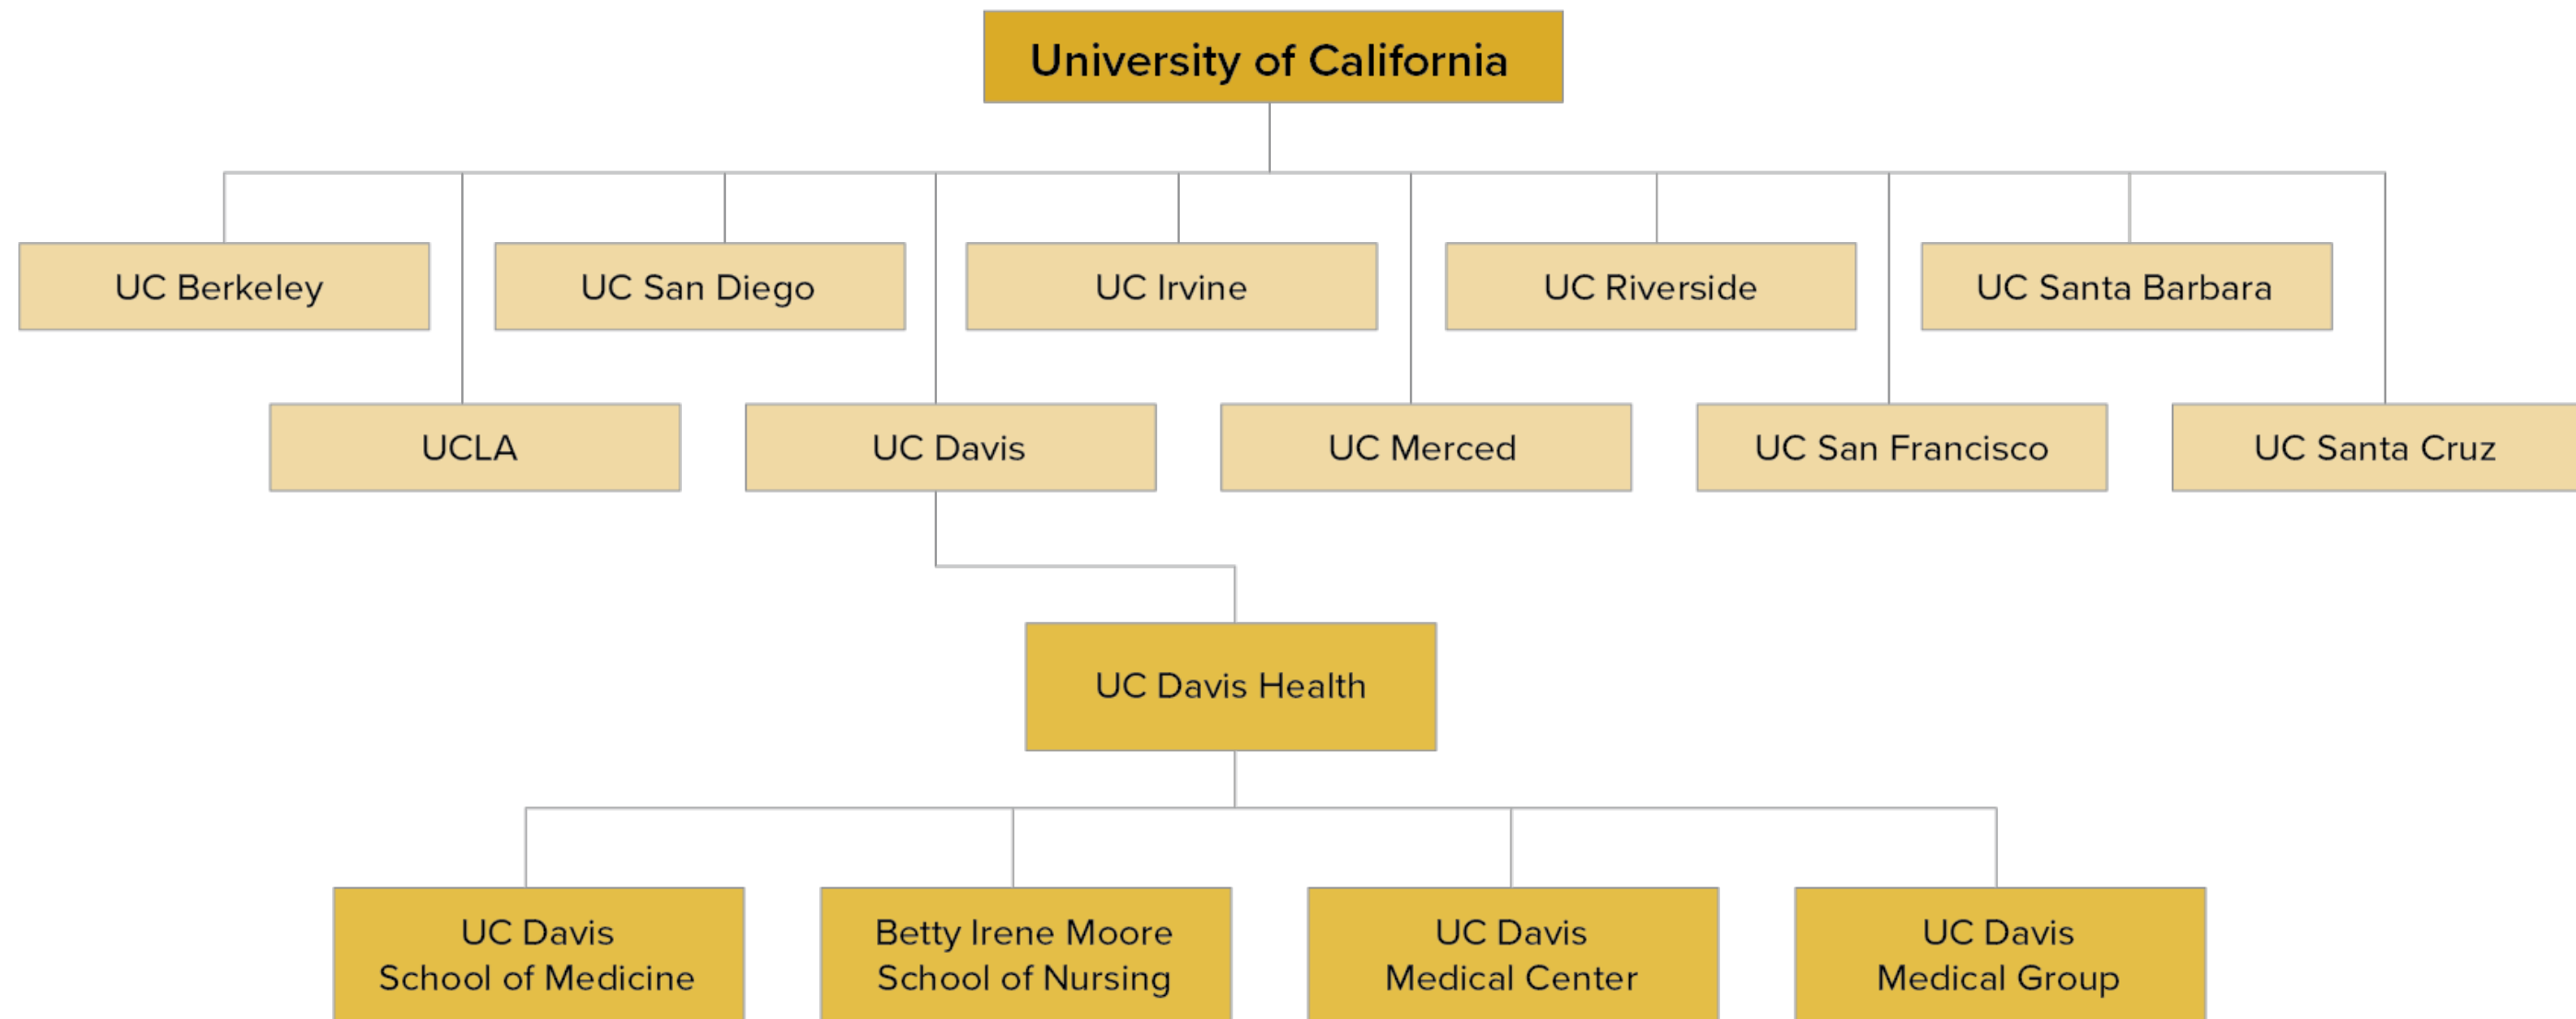 University of California
UC Berkeley
UC San Diego
UC Irvine
UC Riverside
UC Santa Barbara
UCLA
UC Davis
UC Merced
UC San Francisco
UC Santa Cruz
UC Davis Health
UC Davis
School of Medicine
Betty Irene Moore
School of Nursing
UC Davis
Medical Center
UC Davis
Medical Group